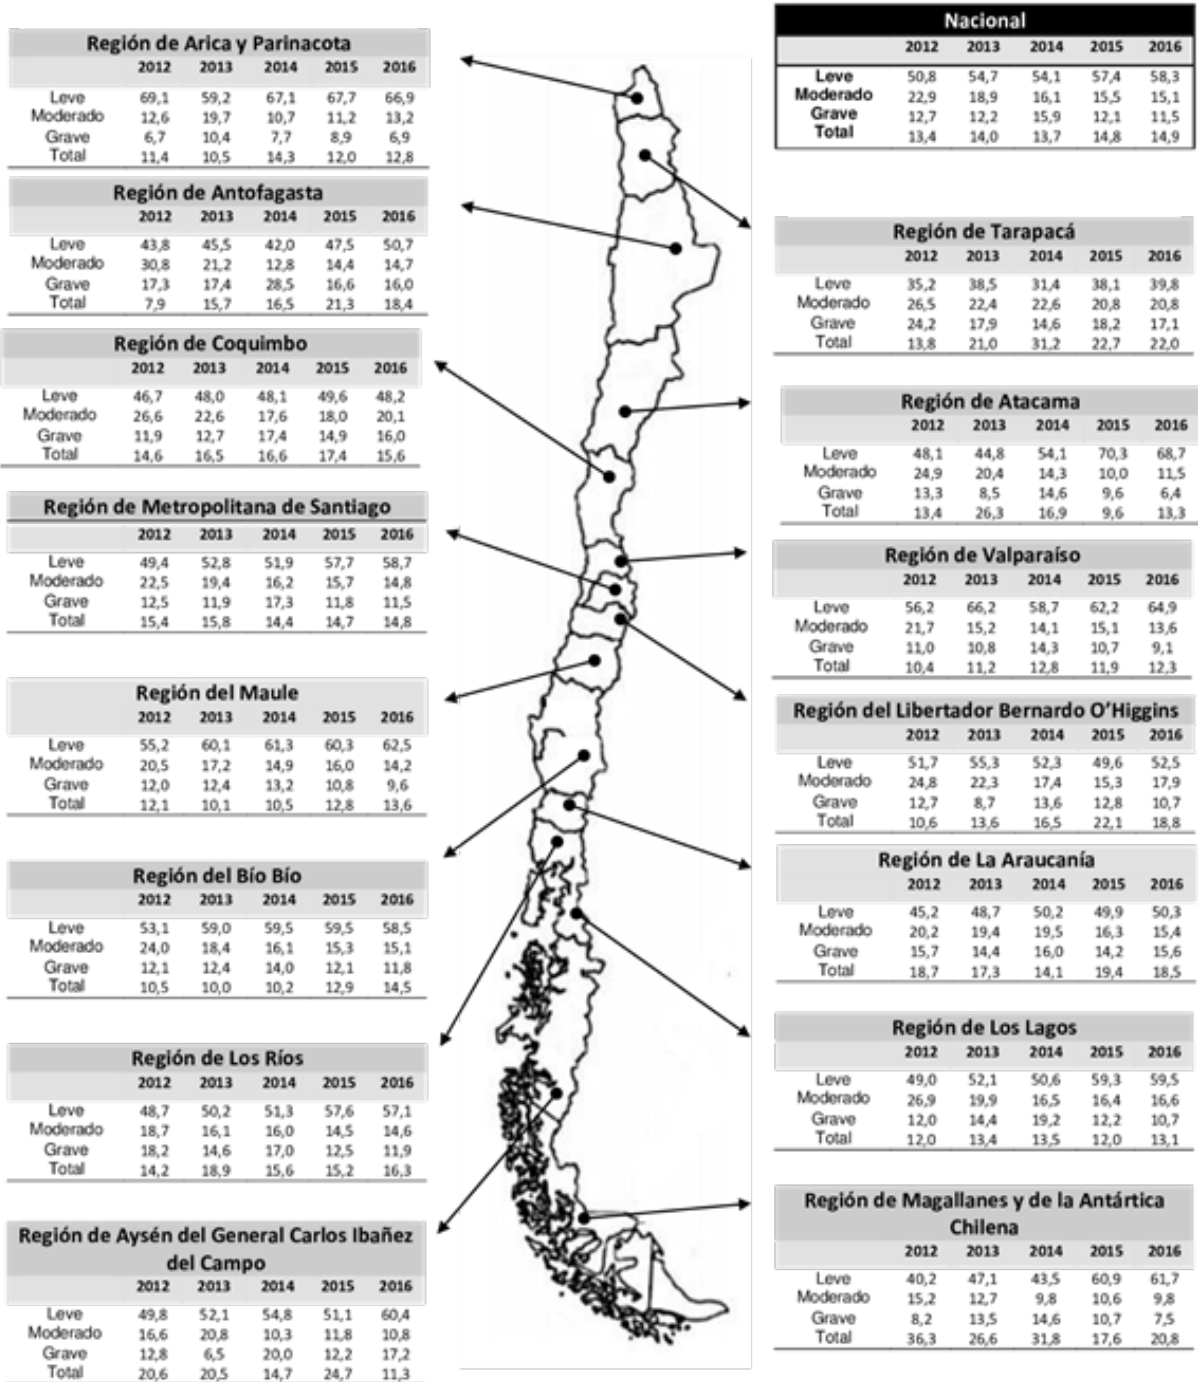 Región de Arica y Parinacota
2012 2013 2014 2015 2016
Leve 69,1 59,2 67,1 67,7 66,9
Moderado 12,6 19,7 10,7 11,2 13,2
Grave 6,7 10,4 7,7 8,9 6,9
Total 11,4 10,5 14,3 12,0 12,8
Región de Antofagasta
2012 2013 2014 2015 2016
Leve 43,8 45,5 42,0 47,5 50,7
Moderado 30,8 21,2 12,8 14,4 14,7
Grave 17,3 17,4 28,5 16,6 16,0
Total 7,9 15,7 16,5 21,3 18,4
Región de Coquimbo
2012 2013 2014 2015 2016
Leve 46,7 48,0 48,1 49,6 48,2
Moderado 26,6 22,6 17,6 18,0 20,1
Grave 11,9 12,7 17,4 14,9 16,0
Total 14,6 16,5 16,6 17,4 15,6
Región de Metropolitana de Santiago
2012 2013 2014 2015 2016
Leve 49,4 52,8 51,9 57,7 58,7
Moderado 22,5 19,4 16,2 15,7 14,8
Grave 12,5 11,9 17,3 11,8 11,5
Total 15,4 15,8 14,4 14,7 14,8
Región del Maule
2012 2013 2014 2015 2016
Leve 55,2 60,1 61,3 60,3 62,5
Moderado 20,5 17,2 14,9 16,0 14,2
Grave 12,0 12,4 13,2 10,8 9,6
Total 12,1 10,1 10,5 12,8 13,6
Región del Bío Bío
2012 2013 2014 2015 2016
Leve 53,1 59,0 59,5 59,5 58,5
Moderado 24,0 18,4 16,1 15,3 15,1
Grave 12,1 12,4 14,0 12,1 11,8
Total 10,5 10,0 10,2 12,9 14,5
Región de Los Ríos
2012 2013 2014 2015 2016
Leve 48,7 50,2 51,3 57,6 57,1
Moderado 18,7 16,1 16,0 14,5 14,6
Grave 18,2 14,6 17,0 12,5 11,9
Total 14,2 18,9 15,6 15,2 16,3
Región de Aysén del General Carlos Ibañez
del Campo
2012 2013 2014 2015 2016
Leve 49,8 52,1 54,8 51,1 60,4
Moderado 16,6 20,8 10,3 11,8 10,8
Grave 12,8 6,5 20,0 12,2 17,2
Total 20,6 20,5 14,7 24,7 11,3
Nacional
2012 2013 2014 2015 2016
Leve 50,8 54,7 54,1 57,4 58,3
Moderado 22,9 18,9 16,1 15,5 15,1
Grave 12,7 12,2 15,9 12,1 11,5
Total 13,4 14,0 13,7 14,8 14,9
Región de Tarapacá
2012 2013 2014 2015 2016
Leve 35,2 38,5 31,4 38,1 39,8
Moderado 26,5 22,4 22,6 20,8 20,8
Grave 24,2 17,9 14,6 18,2 17,1
Total 13,8 21,0 31,2 22,7 22,0
Región de Atacama
2012 2013 2014 2015 2016
Leve 48,1 44,8 54,1 70,3 68,7
Moderado 24,9 20,4 14,3 10,0 11,5
Grave 13,3 8,5 14,6 9,6 6,4
Total 13,4 26,3 16,9 9,6 13,3
Región de Valparaíso
2012 2013 2014 2015 2016
Leve 56,2 66,2 58,7 62,2 64,9
Moderado 21,7 15,2 14,1 15,1 13,6
Grave 11,0 10,8 14,3 10,7 9,1
Total 10,4 11,2 12,8 11,9 12,3
Región del Libertador Bernardo O’Higgins
2012 2013 2014 2015 2016
Leve 51,7 55,3 52,3 49,6 52,5
Moderado 24,8 22,3 17,4 15,3 17,9
Grave 12,7 8,7 13,6 12,8 10,7
Total 10,6 13,6 16,5 22,1 18,8
Región de La Araucanía
2012 2013 2014 2015 2016
Leve 45,2 48,7 50,2 49,9 50,3
Moderado 20,2 19,4 19,5 16,3 15,4
Grave 15,7 14,4 16,0 14,2 15,6
Total 18,7 17,3 14,1 19,4 18,5
Región de Los Lagos
2012 2013 2014 2015 2016
Leve 49,0 52,1 50,6 59,3 59,5
Moderado 26,9 19,9 16,5 16,4 16,6
Grave 12,0 14,4 19,2 12,2 10,7
Total 12,0 13,4 13,5 12,0 13,1
Región de Magallanes y de la Antártica
Chilena
2012 2013 2014 2015 2016
Leve 40,2 47,1 43,5 60,9 61,7
Moderado 15,2 12,7 9,8 10,6 9,8
Grave 8,2 13,5 14,6 10,7 7,5
Total 36,3 26,6 31,8 17,6 20,8